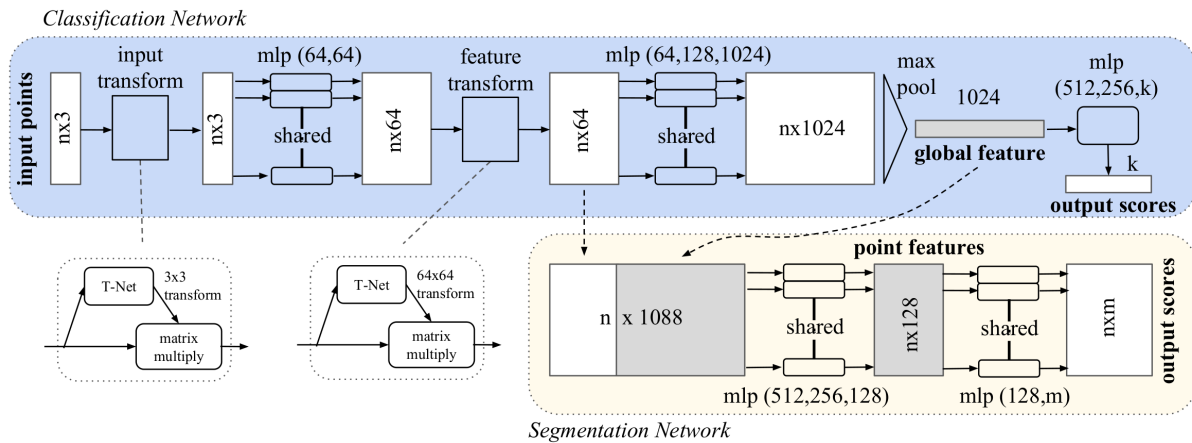 Classification Network
input points
nx3
input
transform
nx3
mlp (64,64)
shared
nx64
feature
transform
nx64
mlp (64,128,1024)
shared
nx1024
max
pool
1024
global feature
mlp
(512,256,k)
k
output scores
T-Net
3x3
transform
matrix
multiply
T-Net
64x64
transform
matrix
multiply
point features
n x 1088
shared
mlp (512,256,128)
nx128
shared
mlp (128,m)
nxm
output scores
Segmentation Network